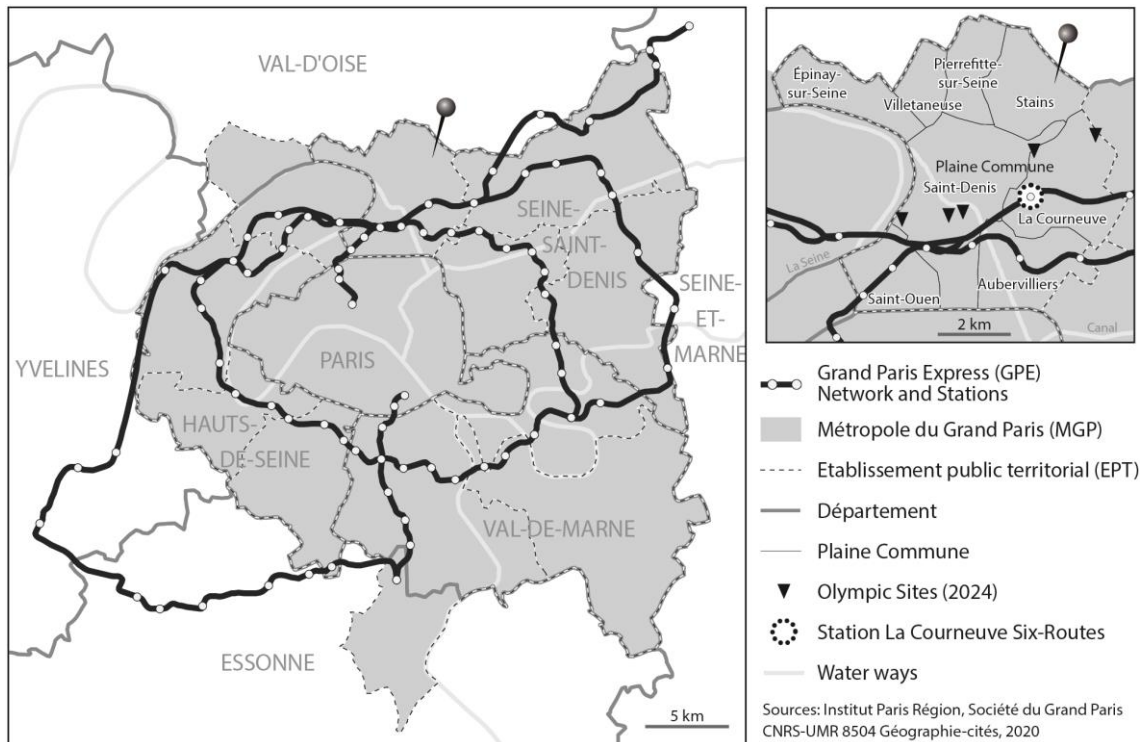 VAL-D'OISE
SEINE-
SAINT-
DENIS
SEINE-
ET-
MARNE
YVELINES
PARIS
HAUTS-
DE-SEINE
VAL-DE-MARNE
ESSONNE
5 km
Épinay-
sur-Seine
Pierrefitte-
sur-Seine
Villetaneuse
Stains
Plaine Commune
Saint-Denis
La Courneuve
La Seine
Aubervilliers
Saint-Ouen
2 km
Canal
Grand Paris Express (GPE)
Network and Stations
Métropole du Grand Paris (MGP)
Etablissement public territorial (EPT)
Département
Plaine Commune
Olympic Sites (2024)
Station La Courneuve Six-Routes
Water ways
Sources: Institut Paris Région, Société du Grand Paris
CNRS-UMR 8504 Géographie-cités, 2020